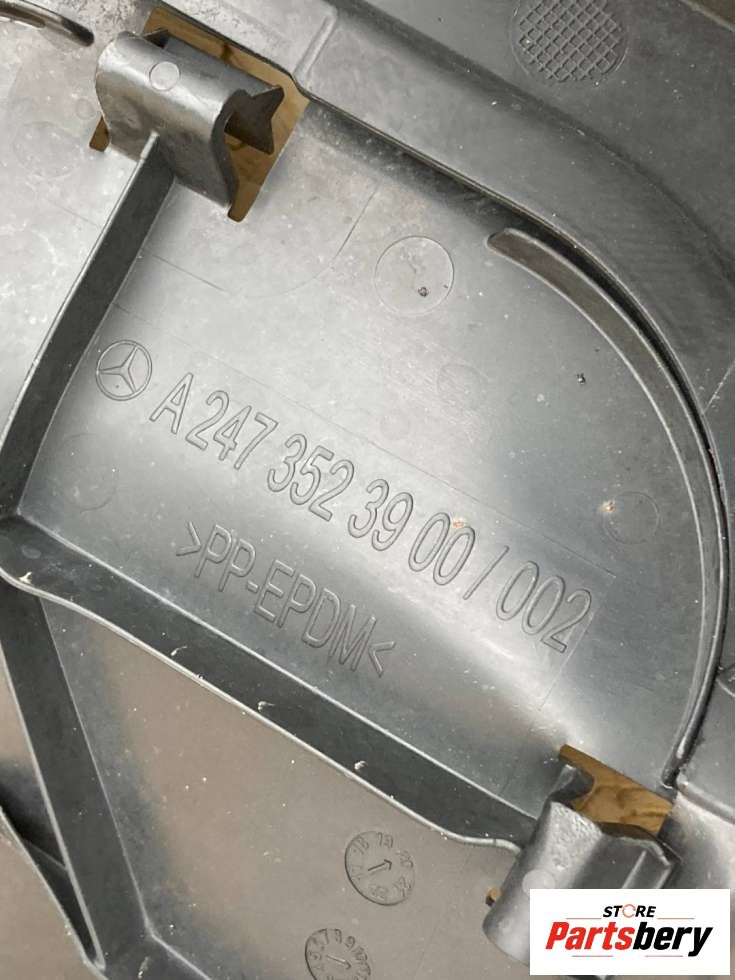 A 247 352 39 00 / 002
>PP-EPDM<
STORE
Partsbery